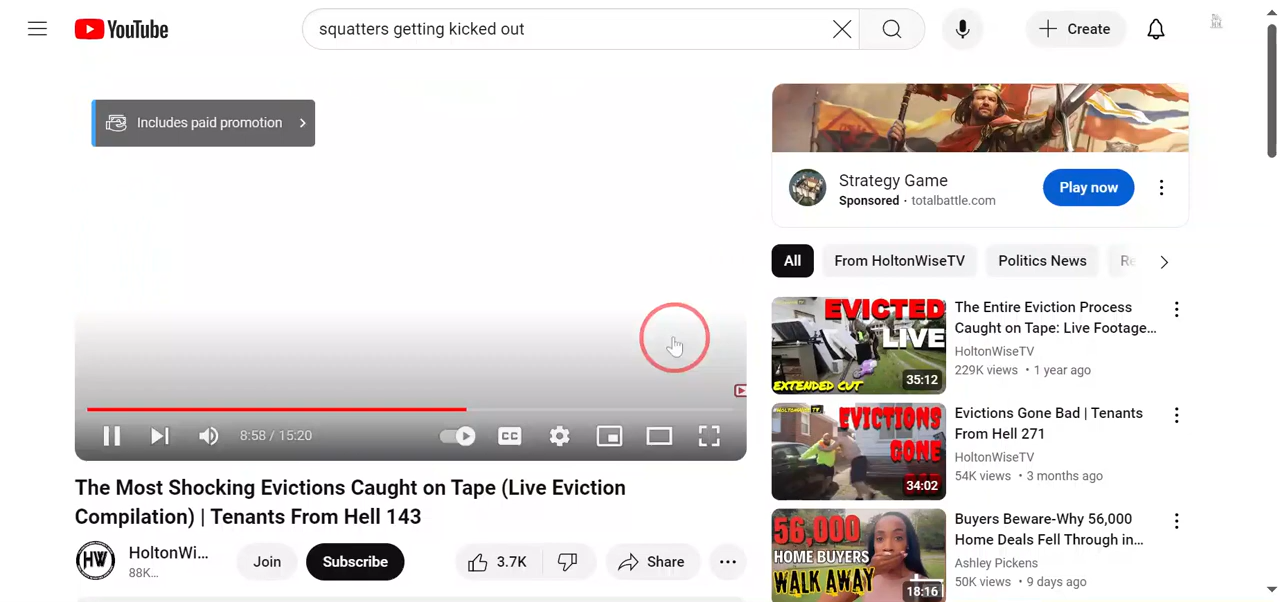 YouTube
squatters getting kicked out
Create
Includes paid promotion
Strategy Game
Sponsored · totalbattle.com
Play now
All
From HoltonWiseTV
Politics News
Re
EVICTED
LIVE
EXTENDED CUT
35:12
The Entire Eviction Process
Caught on Tape: Live Footage...
HoltonWiseTV
229K views • 1 year ago
EVICTIONS
GONE
34:02
Evictions Gone Bad | Tenants
From Hell 271
HoltonWiseTV
54K views • 3 months ago
8:58 / 15:20
CC
The Most Shocking Evictions Caught on Tape (Live Eviction
Compilation) | Tenants From Hell 143
56,000
HOME BUYERS
WALK AWAY
18:16
Buyers Beware-Why 56,000
Home Deals Fell Through in...
Ashley Pickens
50K views • 9 days ago
HW
HoltonWi...
88K...
Join
Subscribe
3.7K
Share